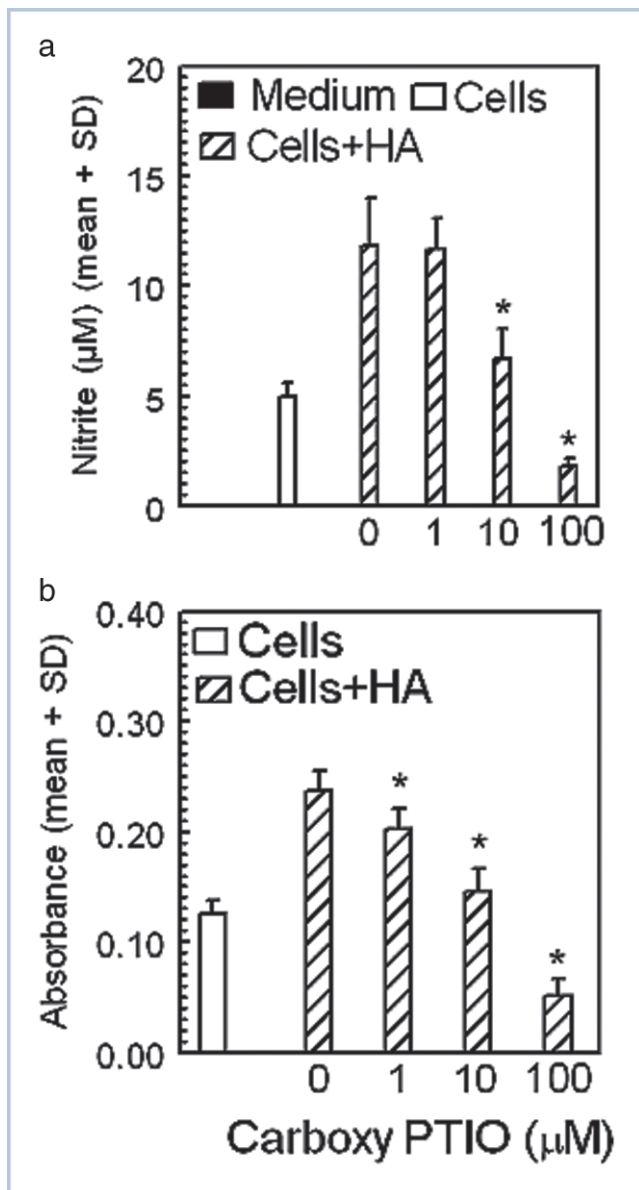 a
Nitrite (µM) (mean + SD)
20
15
10
5
0
Medium Cells
Cells+HA
*
*
0 1 10 100
b
Absorbance (mean + SD)
0.40
0.30
0.20
0.10
0.00
Cells
Cells+HA
*
*
*
0 1 10 100
Carboxy PTIO (µM)